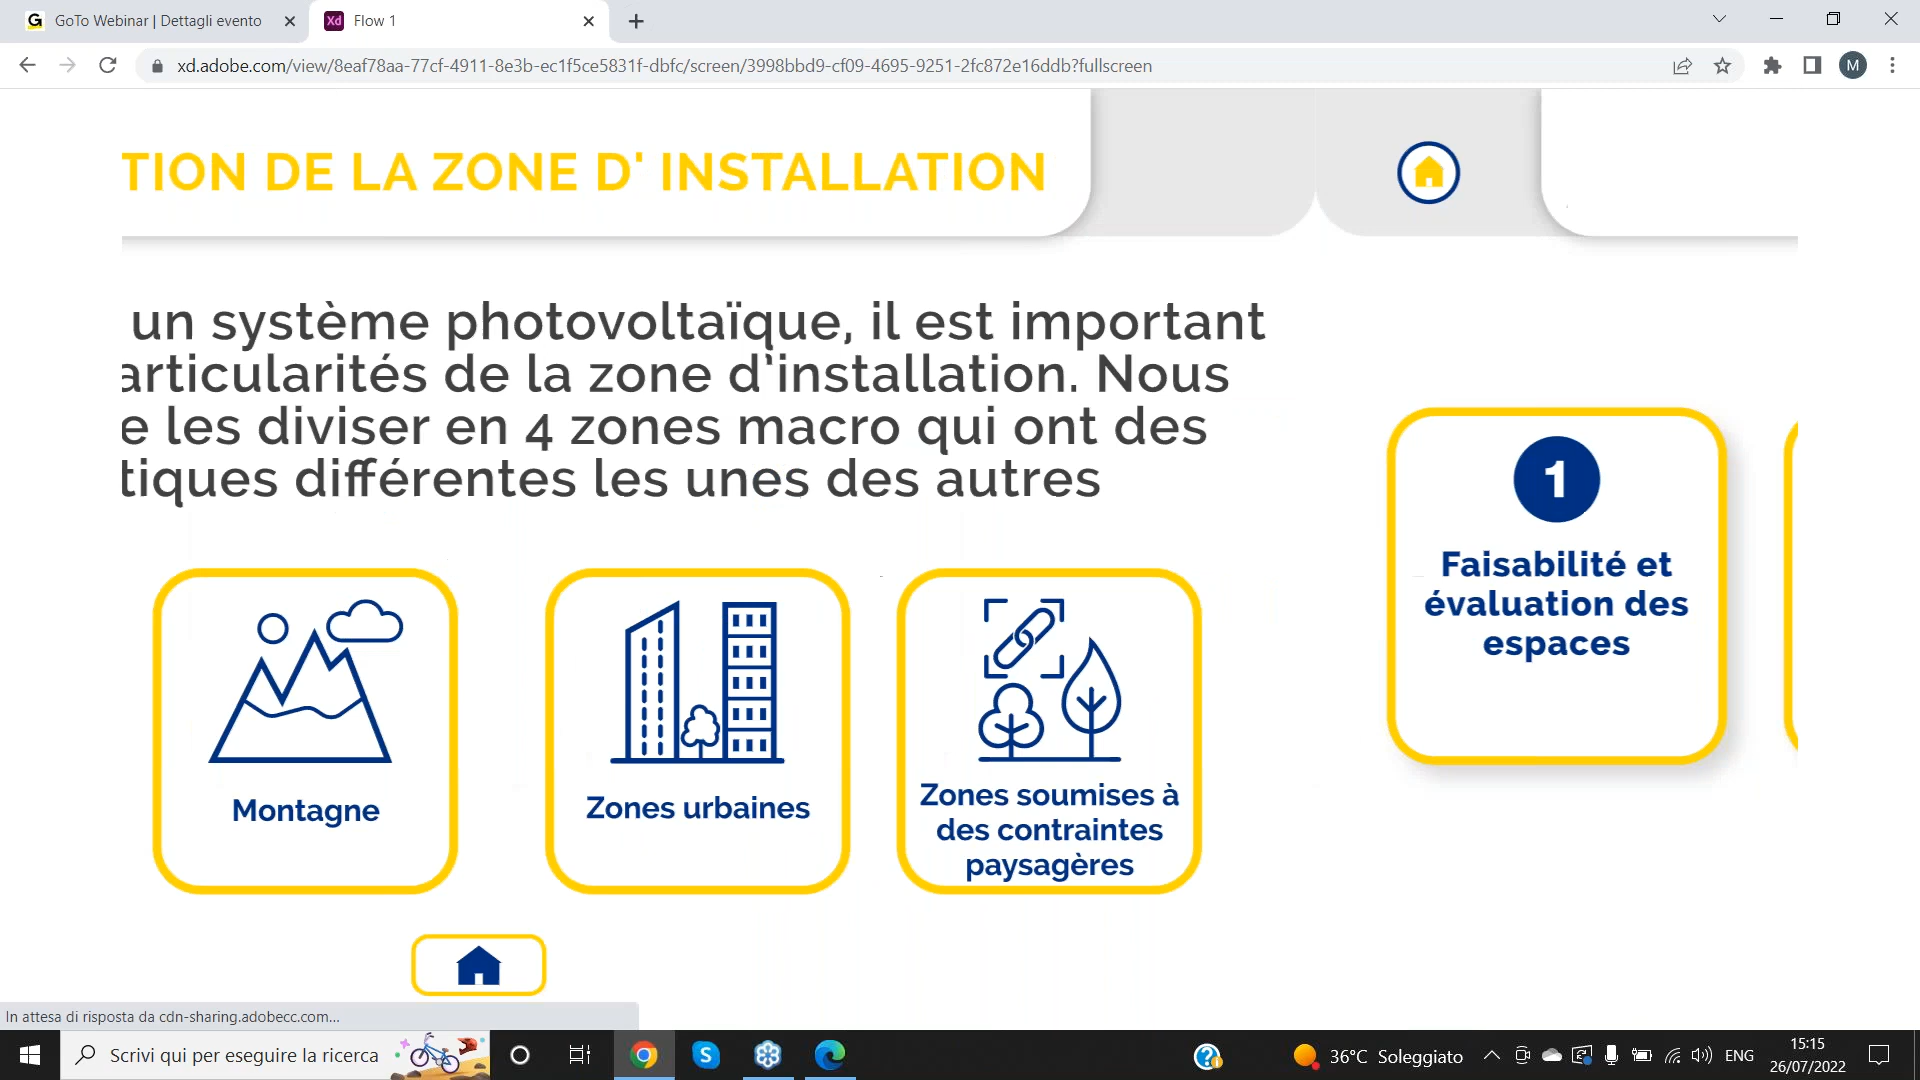 GoTo Webinar | Dettagli evento
Xd
Flow 1
xd.adobe.com/view/8eaf78aa-77cf-4911-8e3b-ec1f5ce5831f-dbfc/screen/3998bbd9-cf09-4695-9251-2fc872e16ddb?fullscreen
M
TION DE LA ZONE D' INSTALLATION
un système photovoltaïque, il est important
articularités de la zone d'installation. Nous
e les diviser en 4 zones macro qui ont des
tiques différentes les unes des autres
1
Faisabilité et
évaluation des
espaces
Montagne
Zones urbaines
Zones soumises à
des contraintes
paysagères
In attesa di risposta da cdn-sharing.adobecc.com...
Scrivi qui per eseguire la ricerca
36°C Soleggiato
ENG
15:15
26/07/2022